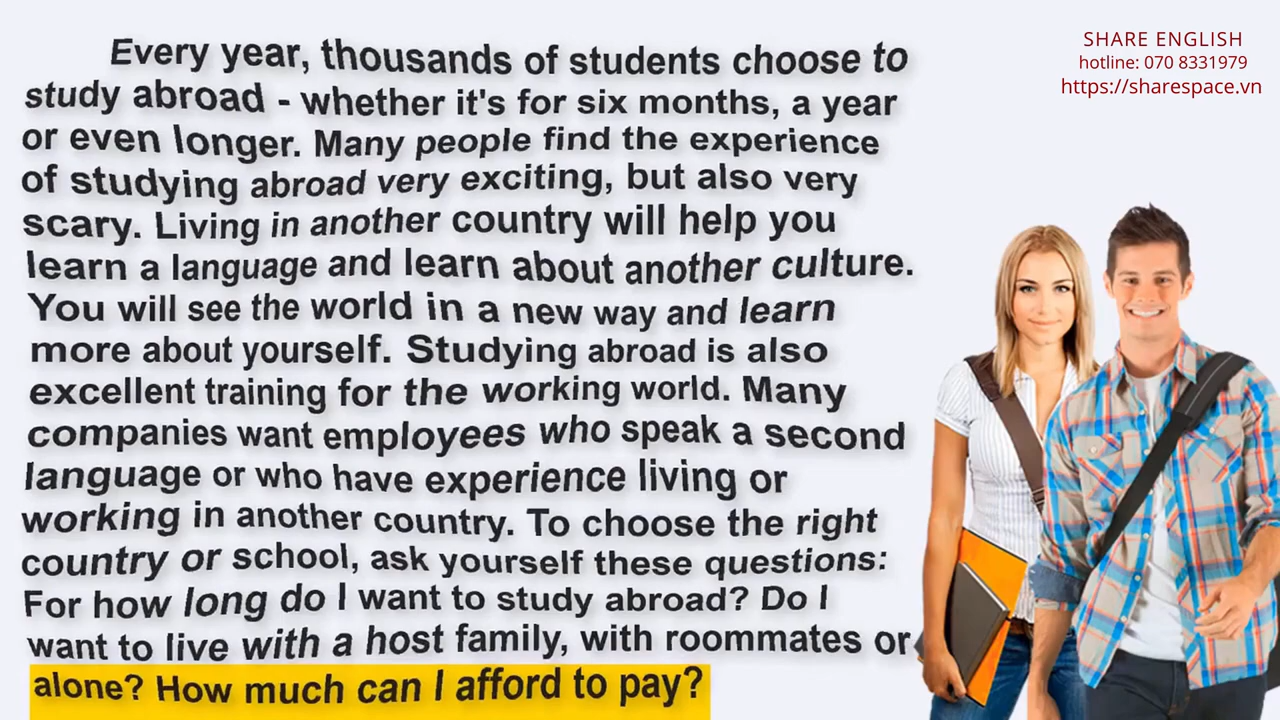 Every year, thousands of students choose to
study abroad - whether it's for six months, a year
or even longer. Many people find the experience
of studying abroad very exciting, but also very
scary. Living in another country will help you
learn a language and learn about another culture.
You will see the world in a new way and learn
more about yourself. Studying abroad is also
excellent training for the working world. Many
companies want employees who speak a second
language or who have experience living or
working in another country. To choose the right
country or school, ask yourself these questions:
For how long do I want to study abroad? Do I
want to live with a host family, with roommates or
alone? How much can I afford to pay?
SHARE ENGLISH
hotline: 070 8331979
https://sharespace.vn